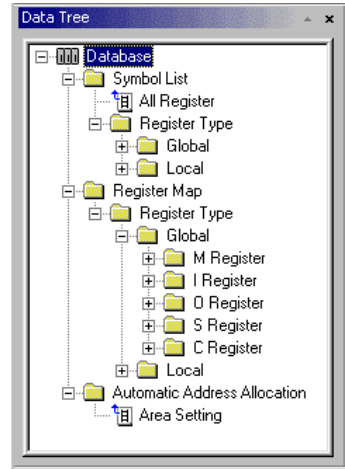 Data Tree
Database
Symbol List
All Register
Register Type
Global
Local
Register Map
Register Type
Global
M Register
I Register
O Register
S Register
C Register
Local
Automatic Address Allocation
Area Setting